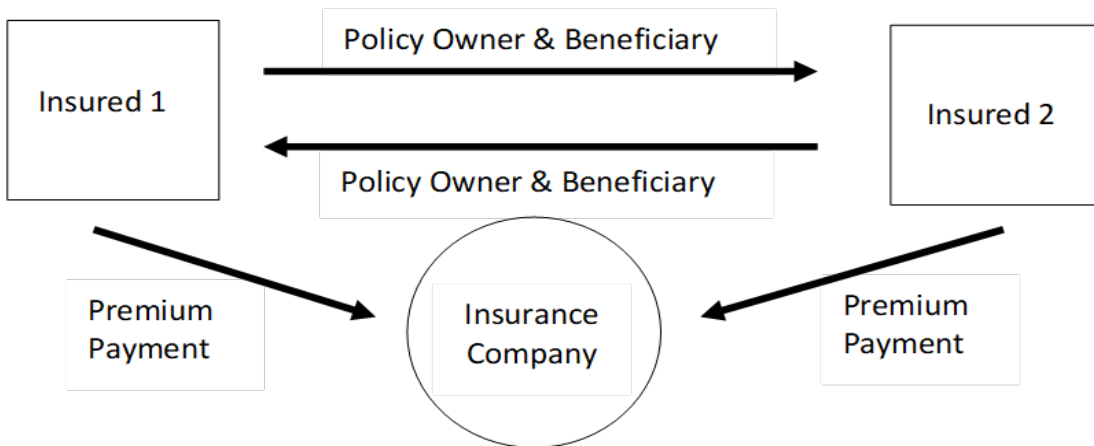 Policy Owner & Beneficiary
Insured 1
Insured 2
Policy Owner & Beneficiary
Premium
Payment
Insurance
Company
Premium
Payment